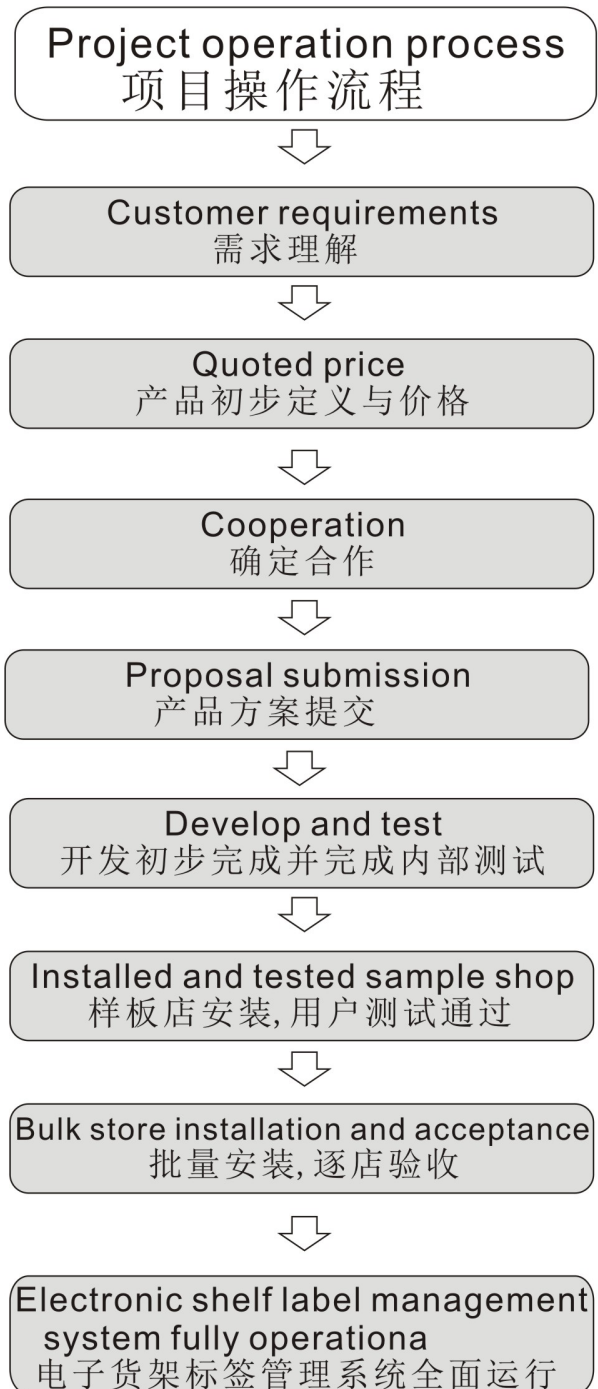 Project operation process
项目操作流程
Customer requirements
需求理解
Quoted price
产品初步定义与价格
Cooperation
确定合作
Proposal submission
产品方案提交
Develop and test
开发初步完成并完成内部测试
Installed and tested sample shop
样板店安装,用户测试通过
Bulk store installation and acceptance
批量安装,逐店验收
Electronic shelf label management
system fully operationa
电子货架标签管理系统全面运行